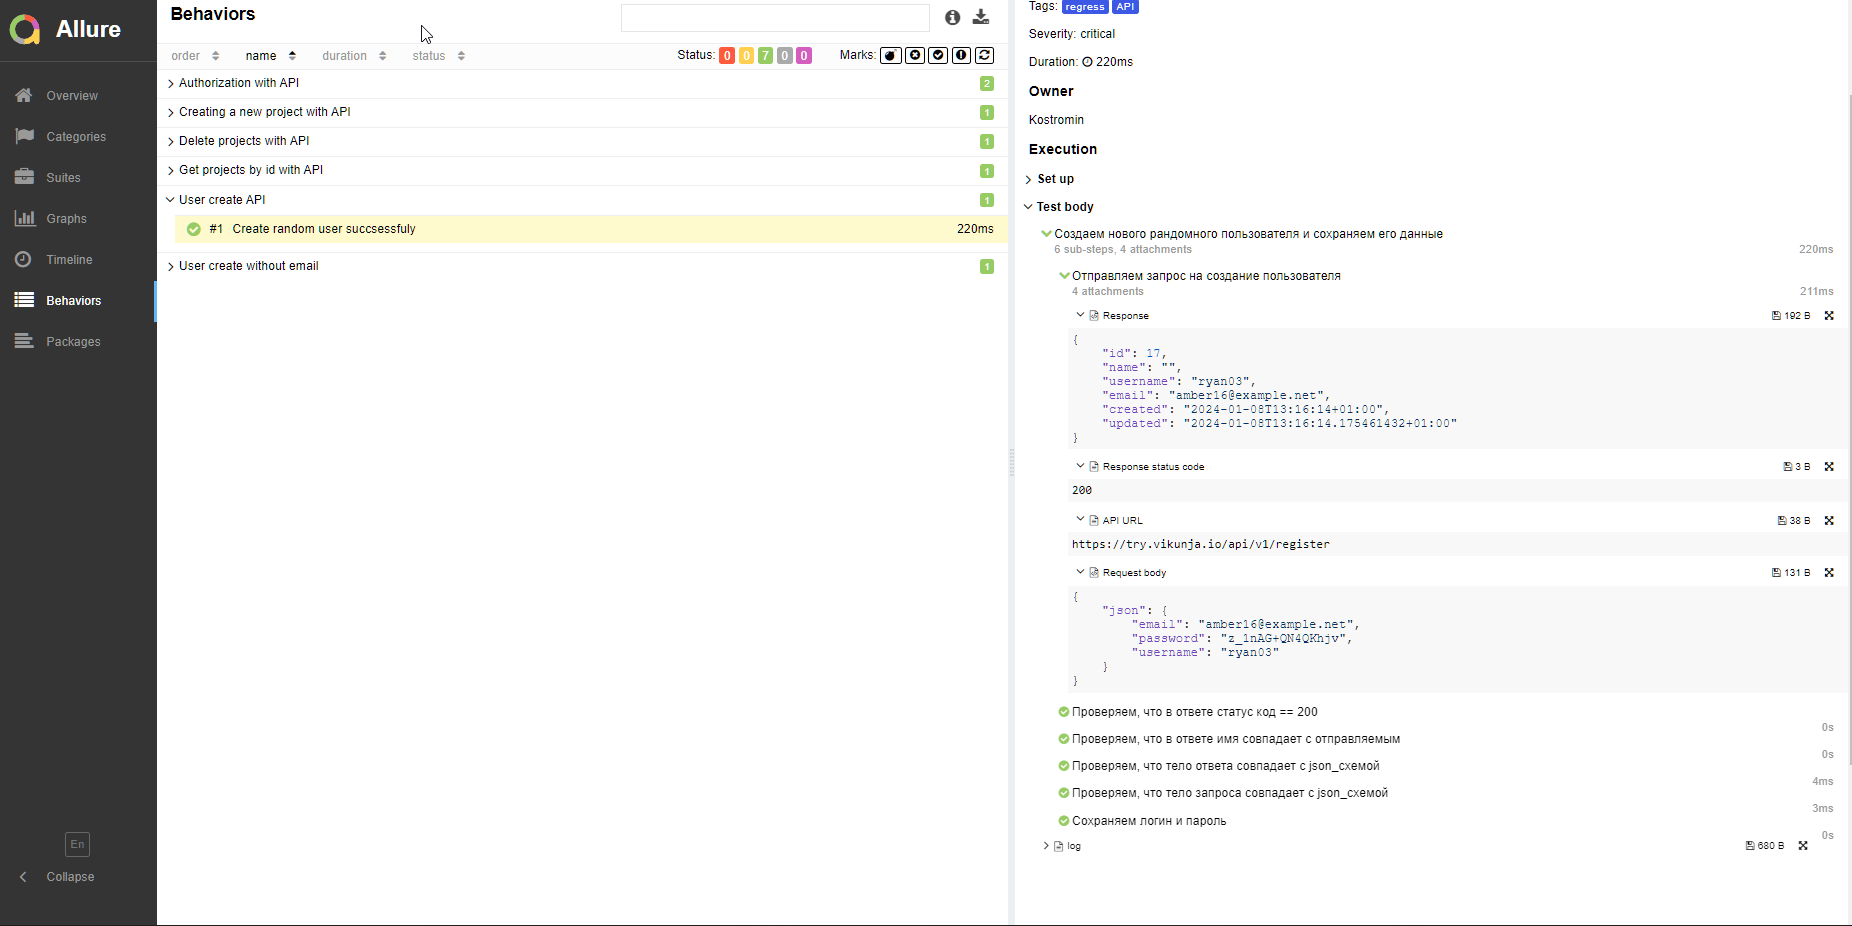 Allure
Overview
Categories
Suites
Graphs
Timeline
Behaviors
Packages
En
Collapse
Behaviors
order name duration status Status: 0 0 7 0 0 Marks:
Authorization with API 2
Creating a new project with API 1
Delete projects with API 1
Get projects by id with API 1
User create API 1
#1 Create random user succsessfuly 220ms
User create without email 1
Tags: regress API
Severity: critical
Duration: 220ms
Owner
Kostromin
Execution
Set up
Test body
Создаем нового рандомного пользователя и сохраняем его данные
6 sub-steps, 4 attachments 220ms
Отправляем запрос на создание пользователя
4 attachments 211ms
Response 192 B
{
"id": 17,
"name": "",
"username": "ryan03",
"email": "amber16@example.net",
"created": "2024-01-08T13:16:14+01:00",
"updated": "2024-01-08T13:16:14.175461432+01:00"
}
Response status code 3 B
200
API URL 38 B
https://try.vikunja.io/api/v1/register
Request body 131 B
{
"json": {
"email": "amber16@example.net",
"password": "z_1nAG+QN4QKhjv",
"username": "ryan03"
}
}
Проверяем, что в ответе статус код == 200
0s
Проверяем, что в ответе имя совпадает с отправляемым
0s
Проверяем, что тело ответа совпадает с json_схемой
4ms
Проверяем, что тело запроса совпадает с json_схемой
3ms
Сохраняем логин и пароль
0s
log 680 B